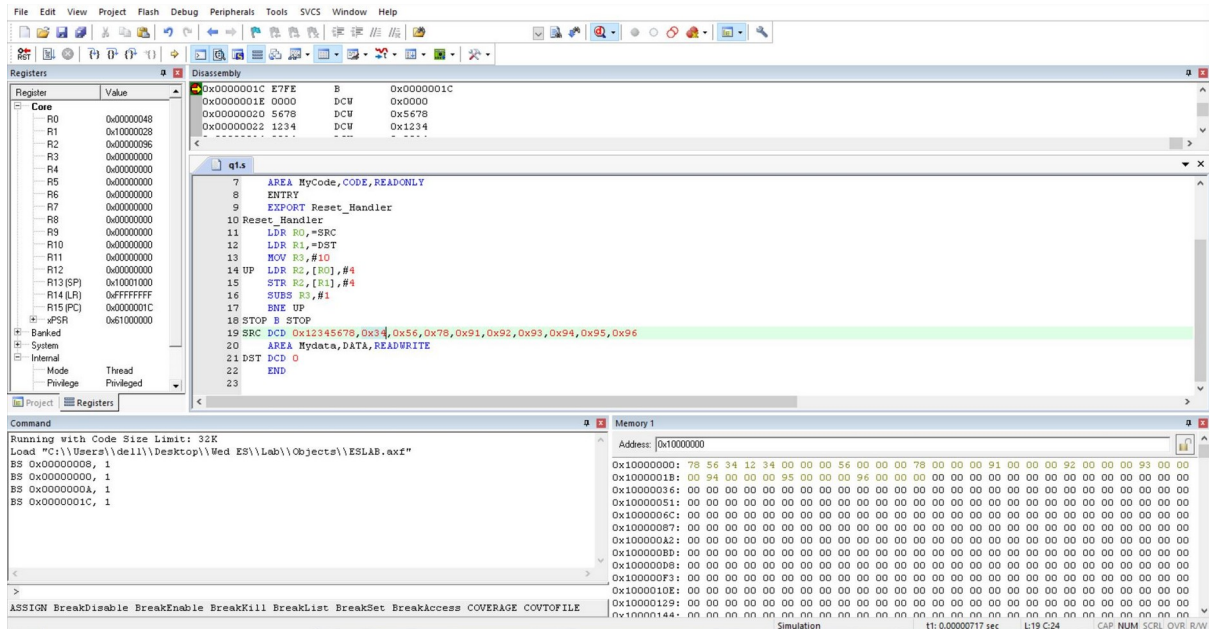 File Edit View Project Flash Debug Peripherals Tools SVCS Window Help
Registers
Register Value
Core
R0 0x00000048
R1 0x10000028
R2 0x00000096
R3 0x00000000
R4 0x00000000
R5 0x00000000
R6 0x00000000
R7 0x00000000
R8 0x00000000
R9 0x00000000
R10 0x00000000
R11 0x00000000
R12 0x00000000
R13 (SP) 0x10001000
R14 (LR) 0xFFFFFFFF
R15 (PC) 0x0000001C
xPSR 0x61000000
Banked
System
Internal
Mode Thread
Privilege Privileged
Project Registers
Disassembly
0x0000001C E7FE B 0x0000001C
0x0000001E 0000 DCW 0x0000
0x00000020 5678 DCW 0x5678
0x00000022 1234 DCW 0x1234
q1.s
7 AREA MyCode,CODE,READONLY
8 ENTRY
9 EXPORT Reset_Handler
10 Reset_Handler
11 LDR R0,=SRC
12 LDR R1,=DST
13 MOV R3,#10
14 UP LDR R2,[R0],#4
15 STR R2,[R1],#4
16 SUBS R3,#1
17 BNE UP
18 STOP B STOP
19 SRC DCD 0x12345678,0x34,0x56,0x78,0x91,0x92,0x93,0x94,0x95,0x96
20 AREA Mydata,DATA,READWRITE
21 DST DCD 0
22 END
23
Command
Running with Code Size Limit: 32K
Load "C:\\Users\\dell\\Desktop\\Wed ES\\Lab\\Objects\\ESLAB.axf"
BS 0x00000008, 1
BS 0x00000000, 1
BS 0x0000000A, 1
BS 0x0000001C, 1
>
ASSIGN BreakDisable BreakEnable BreakKill BreakList BreakSet BreakAccess COVERAGE COVTOFILE
Memory 1
Address: 0x10000000
0x10000000: 78 56 34 12 34 00 00 00 56 00 00 00 78 00 00 00 91 00 00 00 92 00 00 00 93 00 00
0x1000001B: 00 94 00 00 00 95 00 00 00 96 00 00 00 00 00 00 00 00 00 00 00 00 00 00 00 00 00
0x10000036: 00 00 00 00 00 00 00 00 00 00 00 00 00 00 00 00 00 00 00 00 00 00 00 00 00 00 00
0x10000051: 00 00 00 00 00 00 00 00 00 00 00 00 00 00 00 00 00 00 00 00 00 00 00 00 00 00 00
0x1000006C: 00 00 00 00 00 00 00 00 00 00 00 00 00 00 00 00 00 00 00 00 00 00 00 00 00 00 00
0x10000087: 00 00 00 00 00 00 00 00 00 00 00 00 00 00 00 00 00 00 00 00 00 00 00 00 00 00 00
0x100000A2: 00 00 00 00 00 00 00 00 00 00 00 00 00 00 00 00 00 00 00 00 00 00 00 00 00 00 00
0x100000BD: 00 00 00 00 00 00 00 00 00 00 00 00 00 00 00 00 00 00 00 00 00 00 00 00 00 00 00
0x100000D8: 00 00 00 00 00 00 00 00 00 00 00 00 00 00 00 00 00 00 00 00 00 00 00 00 00 00 00
0x100000F3: 00 00 00 00 00 00 00 00 00 00 00 00 00 00 00 00 00 00 00 00 00 00 00 00 00 00 00
0x1000010E: 00 00 00 00 00 00 00 00 00 00 00 00 00 00 00 00 00 00 00 00 00 00 00 00 00 00 00
0x10000129: 00 00 00 00 00 00 00 00 00 00 00 00 00 00 00 00 00 00 00 00 00 00 00 00 00 00 00
0x10000144: 00 00 00 00 00 00 00 00 00 00 00 00 00 00 00 00 00 00 00 00 00 00 00 00 00 00 00
Simulation t1: 0.00000717 sec L:19 C:24 CAP NUM SCRL OVR R/W